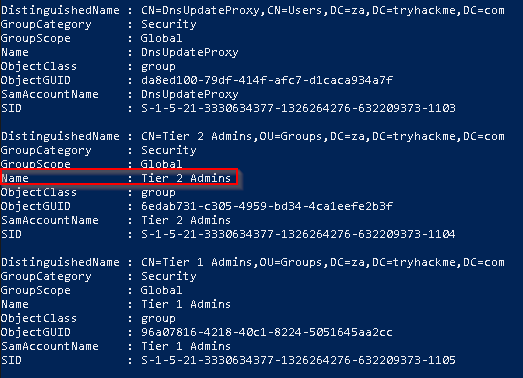 DistinguishedName : CN=DnsUpdateProxy,CN=Users,DC=za,DC=tryhackme,DC=com
GroupCategory : Security
GroupScope : Global
Name : DnsUpdateProxy
ObjectClass : group
ObjectGUID : da8ed100-79df-414f-afc7-d1caca934a7f
SamAccountName : DnsUpdateProxy
SID : S-1-5-21-3330634377-1326264276-632209373-1103
DistinguishedName : CN=Tier 2 Admins,OU=Groups,DC=za,DC=tryhackme,DC=com
GroupCategory : Security
GroupScope : Global
Name : Tier 2 Admins
ObjectClass : group
ObjectGUID : 6edab731-c305-4959-bd34-4ca1eefe2b3f
SamAccountName : Tier 2 Admins
SID : S-1-5-21-3330634377-1326264276-632209373-1104
DistinguishedName : CN=Tier 1 Admins,OU=Groups,DC=za,DC=tryhackme,DC=com
GroupCategory : Security
GroupScope : Global
Name : Tier 1 Admins
ObjectClass : group
ObjectGUID : 96a07816-4218-40c1-8224-5051645aa2cc
SamAccountName : Tier 1 Admins
SID : S-1-5-21-3330634377-1326264276-632209373-1105